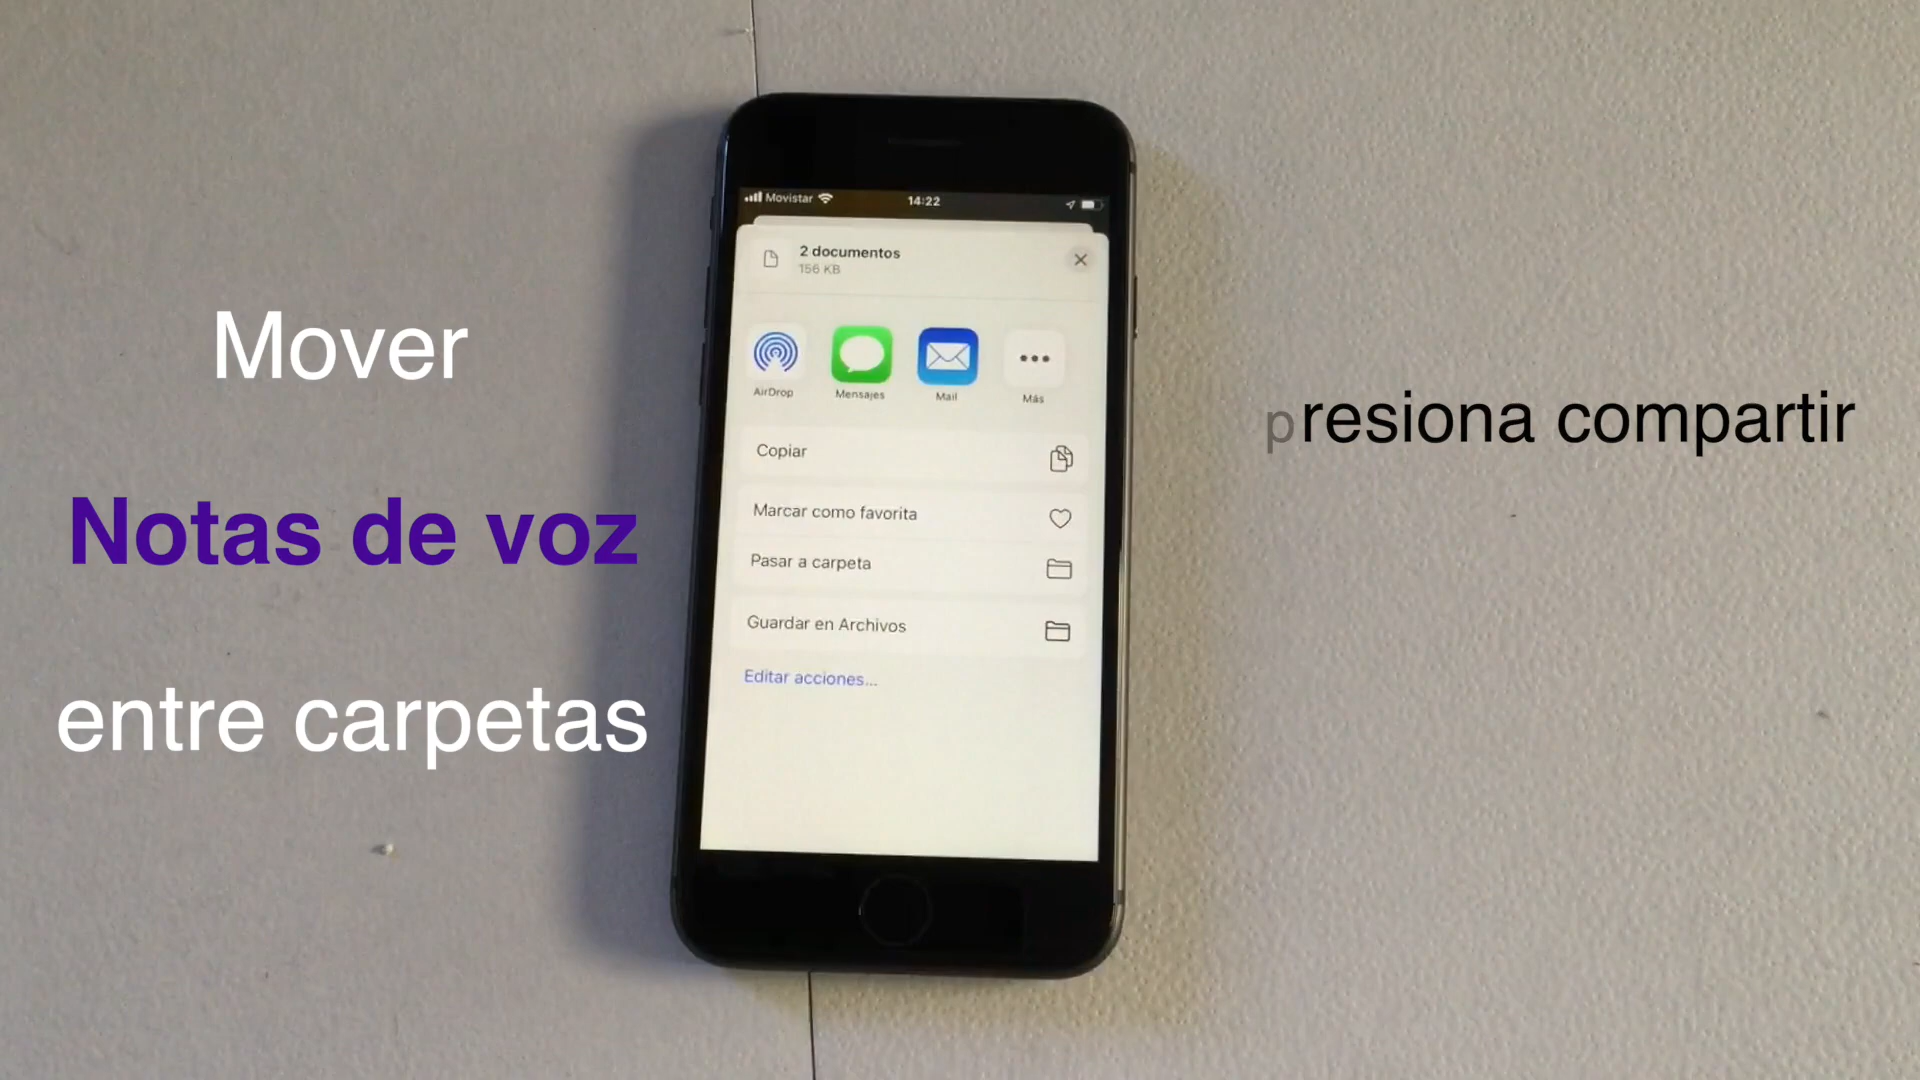 Mover
Notas de voz
entre carpetas
Movistar
14:22
2 documentos
156 KB
AirDrop
Mensajes
Mail
Más
Copiar
Marcar como favorita
Pasar a carpeta
Guardar en Archivos
Editar acciones...
presiona compartir